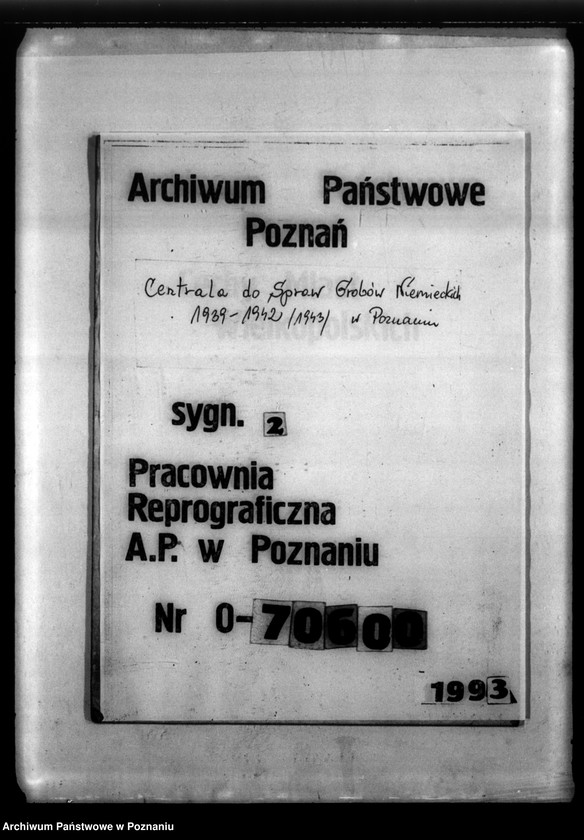 Archiwum Państwowe
Poznań
Centrala do Spraw Grobów Niemieckich
1939-1942 /1943/ w Poznaniu
sygn. 2
Pracownia
Reprograficzna
A.P. w Poznaniu
Nr 0-70600
1993
Archiwum Państwowe w Poznaniu